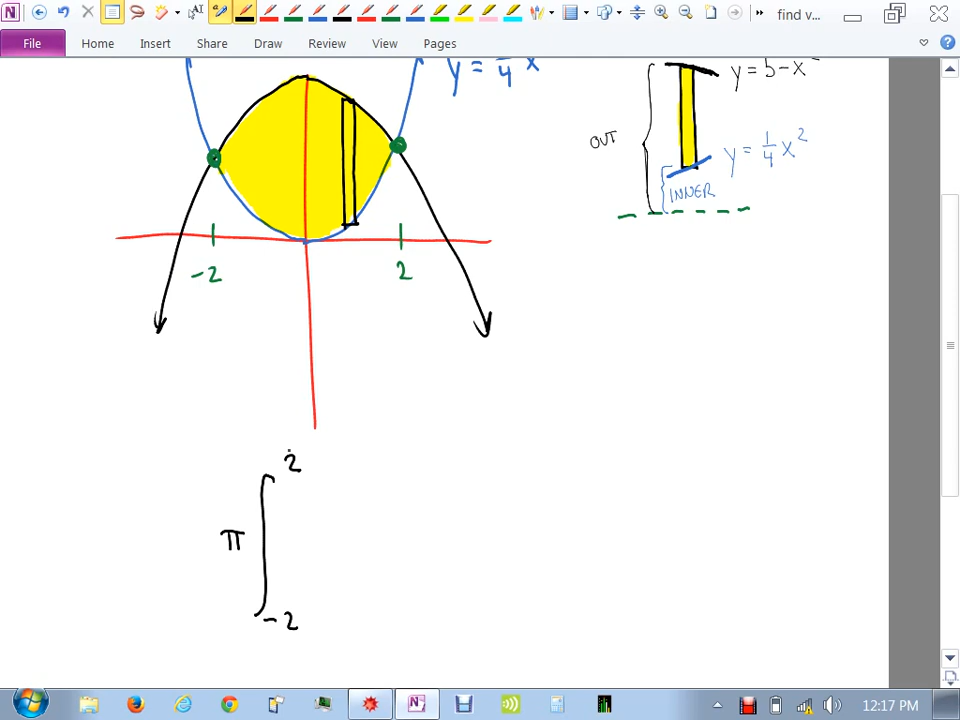 find v...
File Home Insert Share Draw Review View Pages
y = 1/4 x
y = 5 - x²
OUT
y = 1/4 x²
INNER
-2
2
2
π ∫
-2
12:17 PM